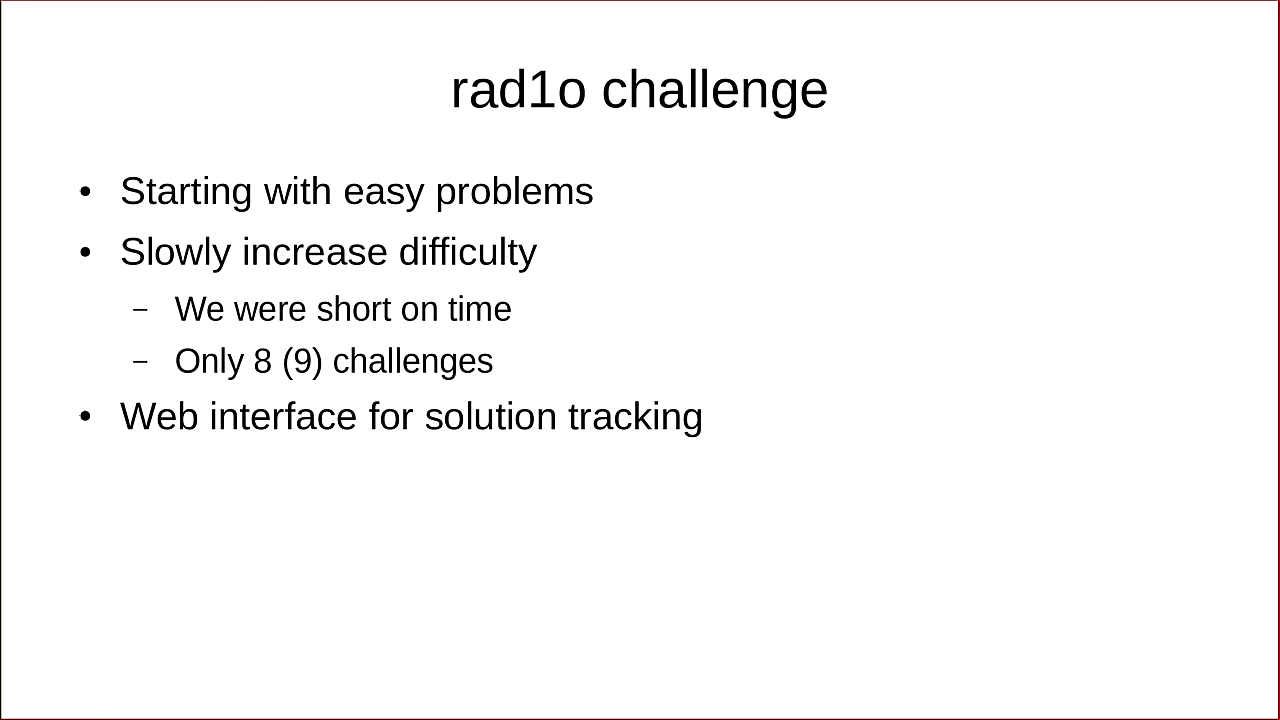 rad1o challenge
• Starting with easy problems
• Slowly increase difficulty
– We were short on time
– Only 8 (9) challenges
• Web interface for solution tracking